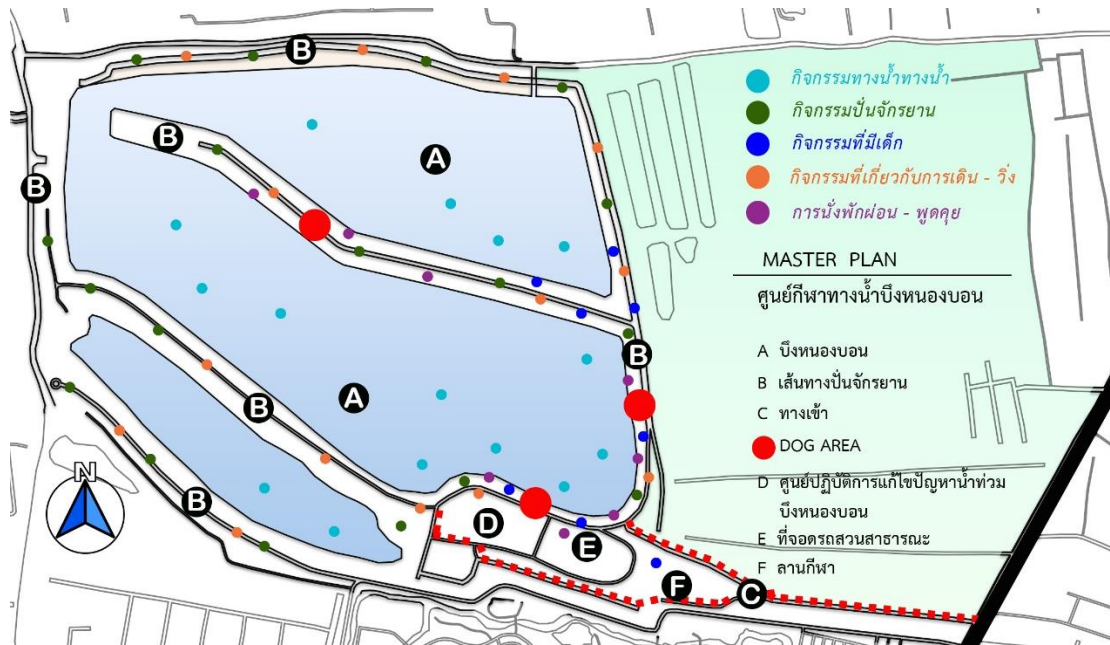 กิจกรรมทางน้ำทางน้ำ
กิจกรรมปั่นจักรยาน
กิจกรรมที่มีเด็ก
กิจกรรมที่เกี่ยวกับการเดิน - วิ่ง
การนั่งพักผ่อน - พูดคุย
MASTER PLAN
ศูนย์กีฬาทางน้ำบึงหนองบอน
A บึงหนองบอน
B เส้นทางปั่นจักรยาน
C ทางเข้า
DOG AREA
D ศูนย์ปฏิบัติการแก้ไขปัญหาน้ำท่วม
บึงหนองบอน
E ที่จอดรถสวนสาธารณะ
F ลานกีฬา
B
B
A
B
B
A
B
B
N
D
E
F
C